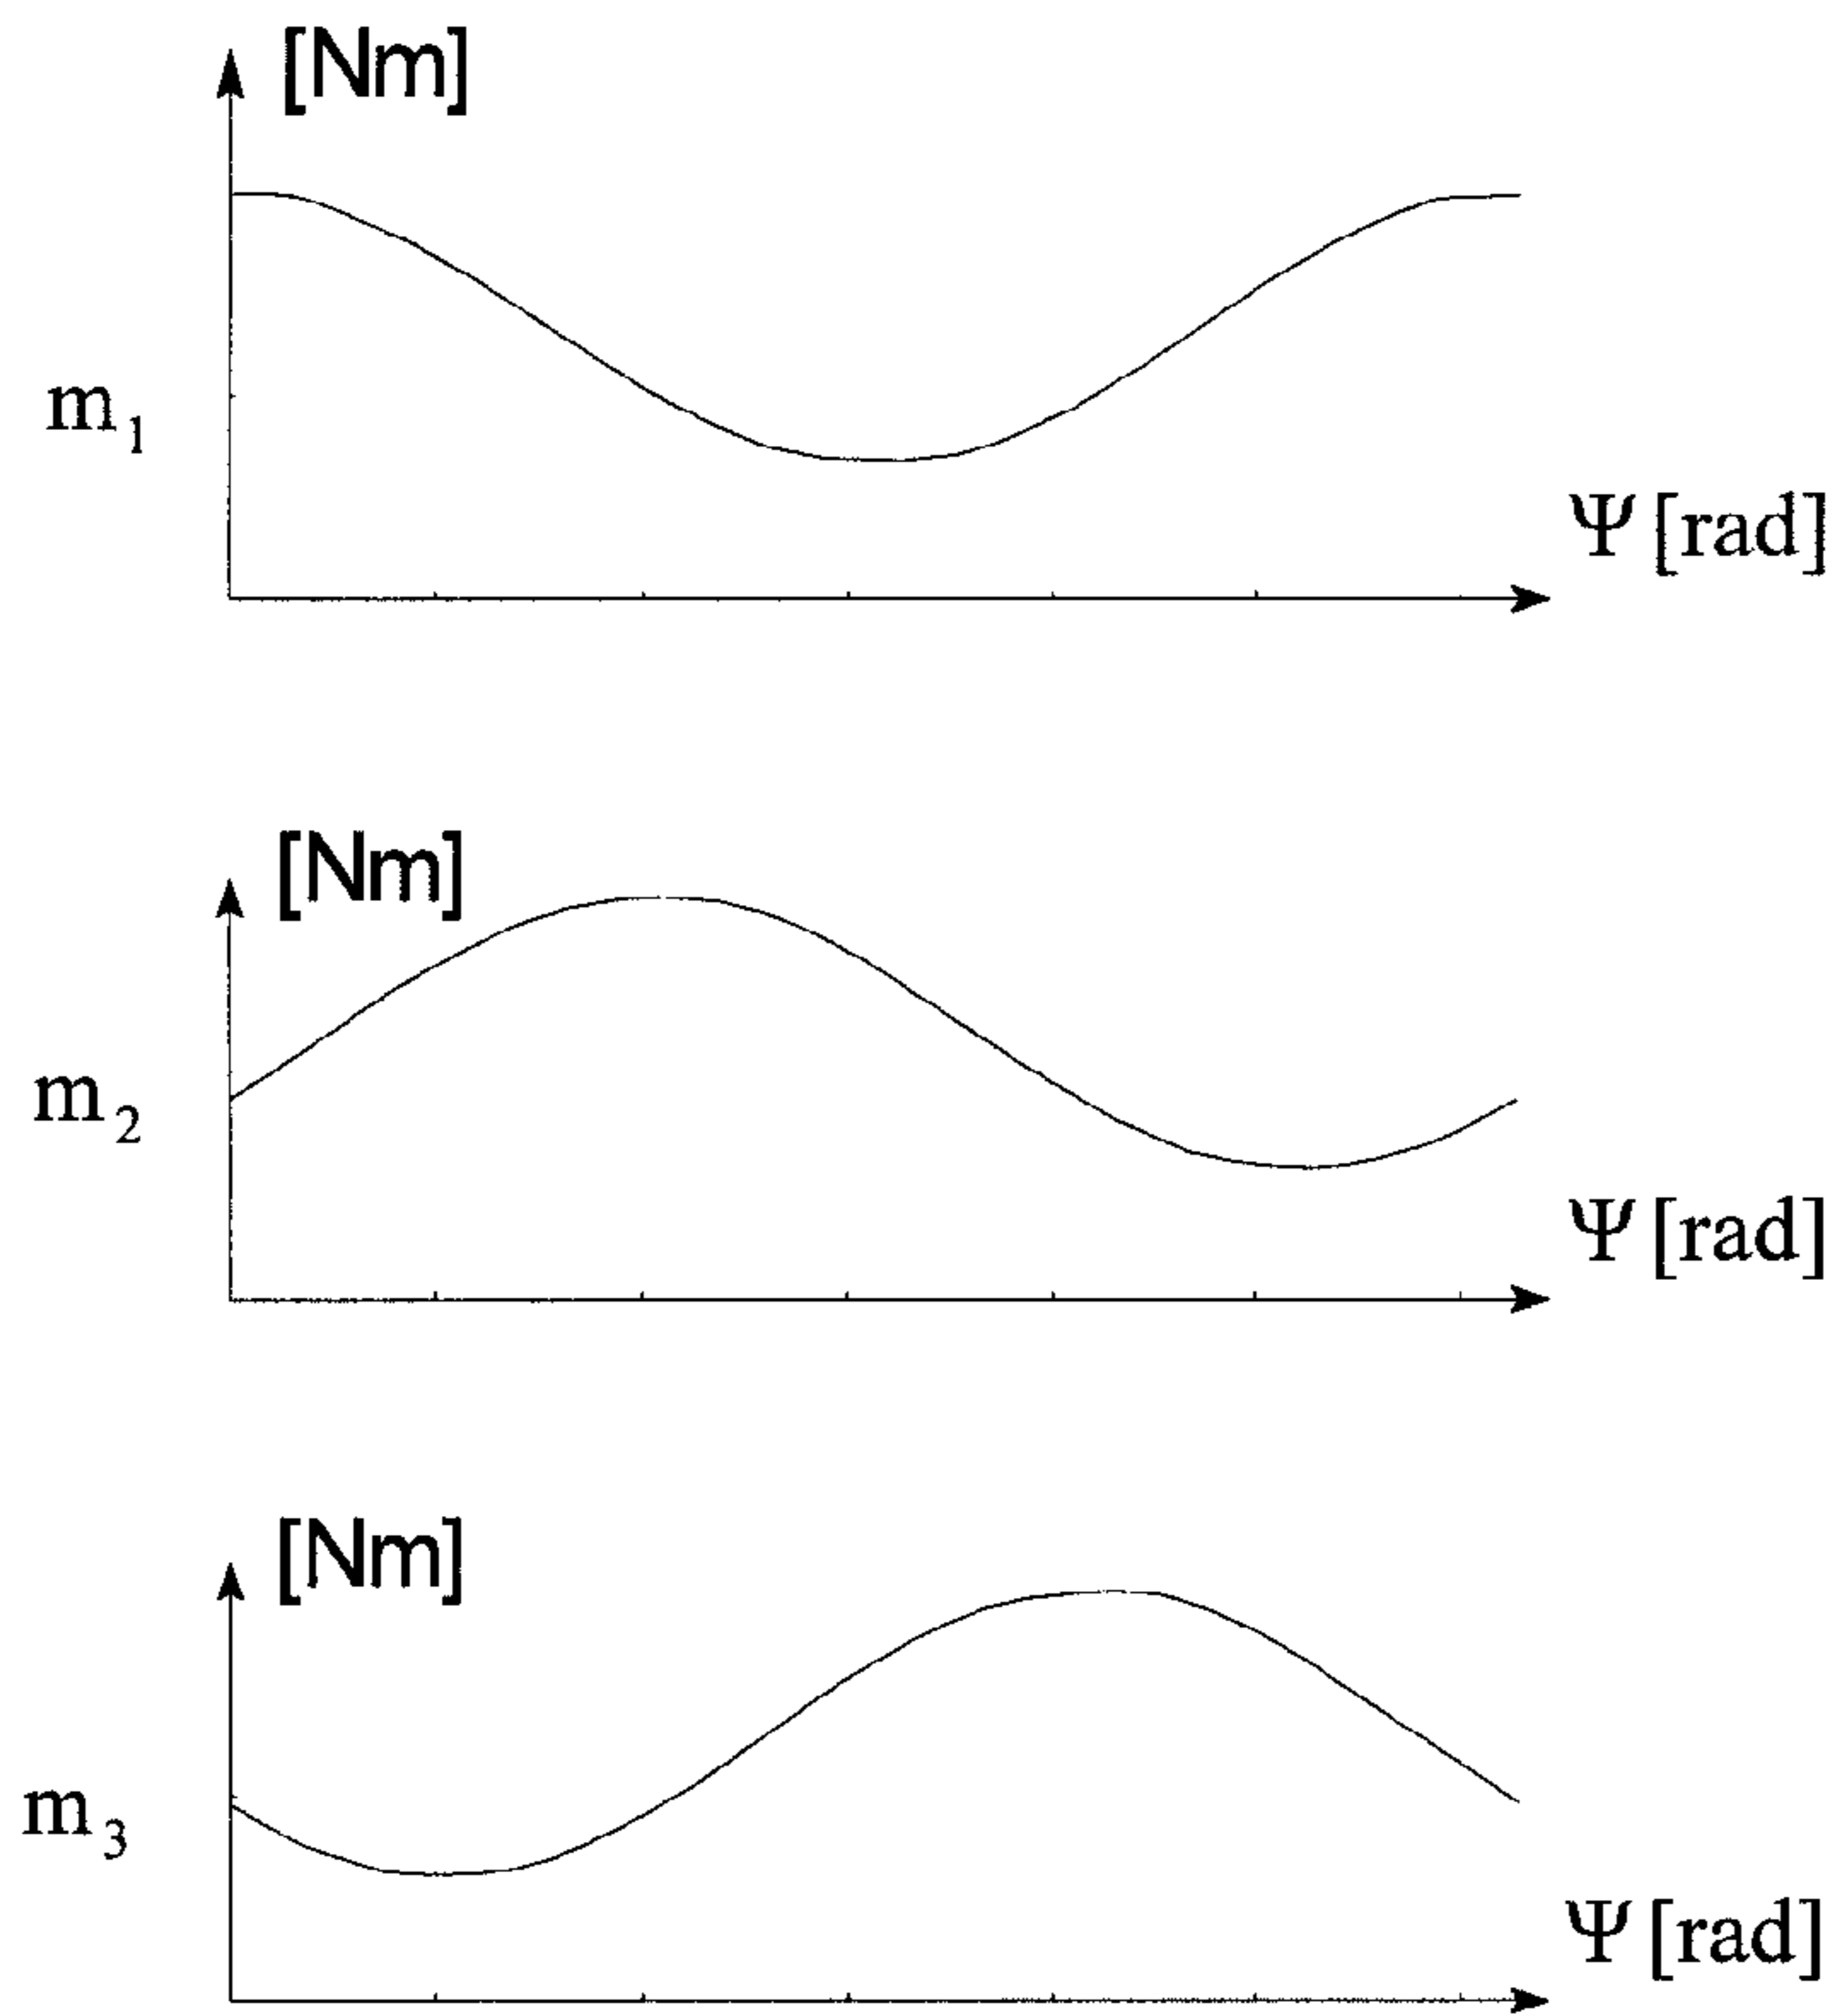 [Nm]
m₁
Ψ [rad]
[Nm]
m₂
Ψ [rad]
[Nm]
m₃
Ψ [rad]